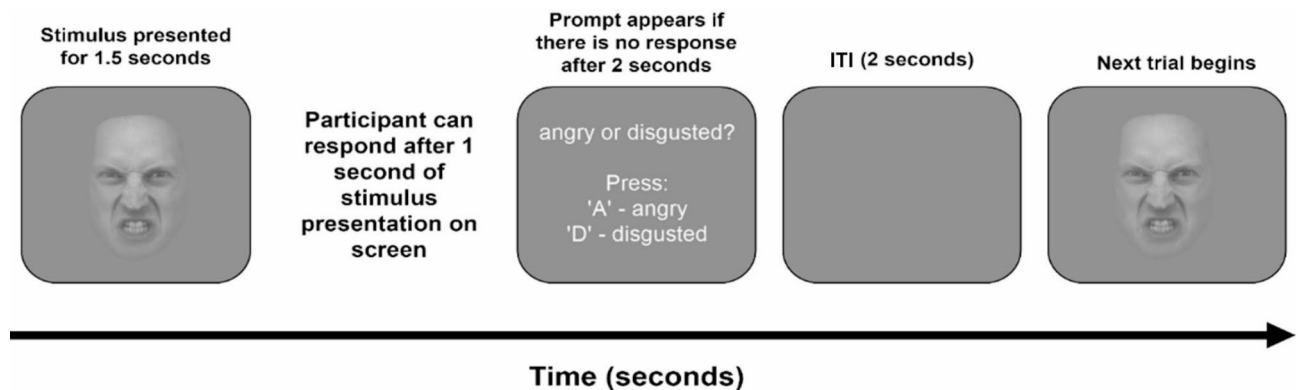 Stimulus presented
for 1.5 seconds
Participant can
respond after 1
second of
stimulus
presentation on
screen
Prompt appears if
there is no response
after 2 seconds
angry or disgusted?
Press:
'A' - angry
'D' - disgusted
ITI (2 seconds)
Next trial begins
Time (seconds)